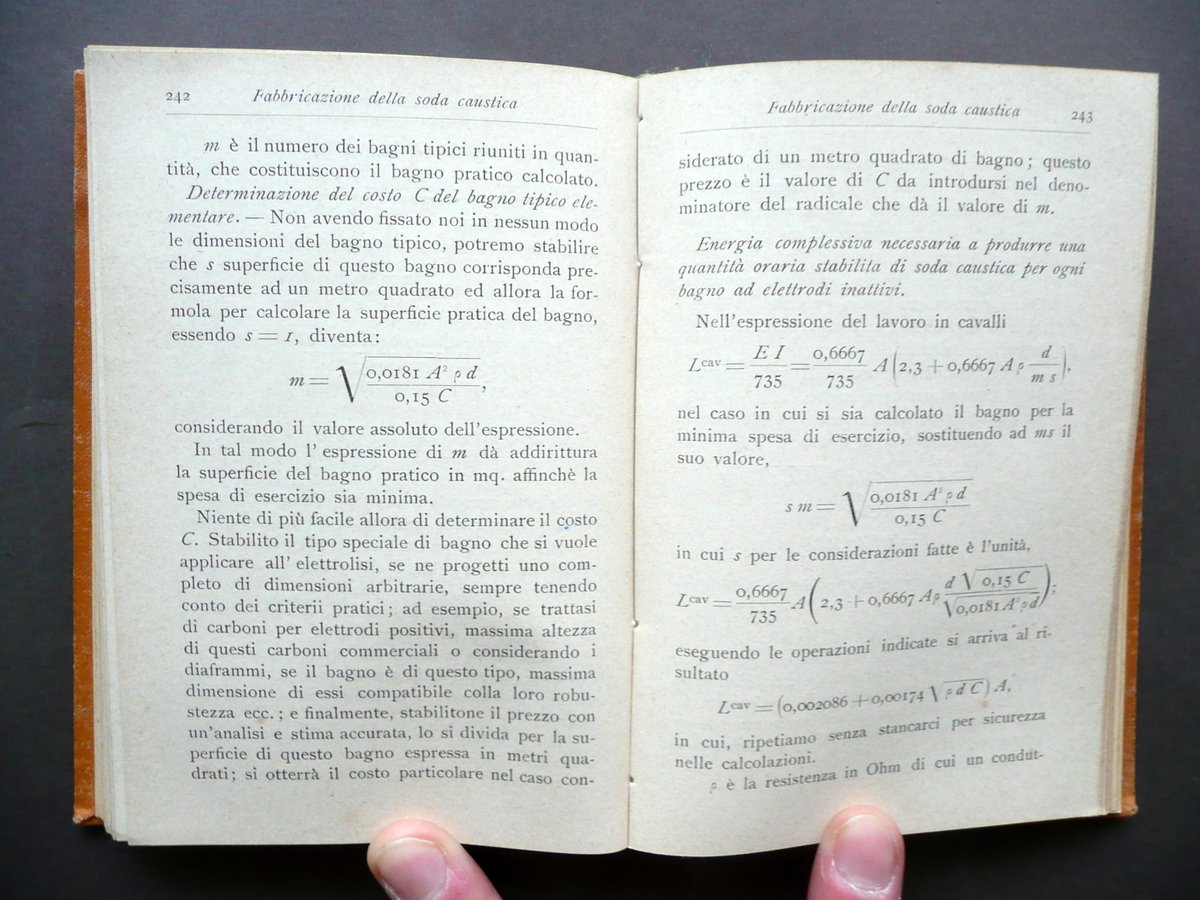 242 Fabbricazione della soda caustica
m è il numero dei bagni tipici riuniti in quan-
tità, che costituiscono il bagno pratico calcolato.
Determinazione del costo C del bagno tipico ele-
mentare. — Non avendo fissato noi in nessun modo
le dimensioni del bagno tipico, potremo stabilire
che s superficie di questo bagno corrisponda pre-
cisamente ad un metro quadrato ed allora la for-
mola per calcolare la superficie pratica del bagno,
essendo s = 1, diventa:
m = √(0,0181 A² ρ d / 0,15 C),
considerando il valore assoluto dell'espressione.
In tal modo l'espressione di m dà addirittura
la superficie del bagno pratico in mq. affinchè la
spesa di esercizio sia minima.
Niente di più facile allora di determinare il costo
C. Stabilito il tipo speciale di bagno che si vuole
applicare all' elettrolisi, se ne progetti uno com-
pleto di dimensioni arbitrarie, sempre tenendo
conto dei criterii pratici; ad esempio, se trattasi
di carboni per elettrodi positivi, massima altezza
di questi carboni commerciali o considerando i
diaframmi, se il bagno è di questo tipo, massima
dimensione di essi compatibile colla loro robu-
stezza ecc.; e finalmente, stabilitone il prezzo con
un'analisi e stima accurata, lo si divida per la su-
perficie di questo bagno espressa in metri qua-
drati; si otterrà il costo particolare nel caso con-
Fabbricazione della soda caustica 243
siderato di un metro quadrato di bagno; questo
prezzo è il valore di C da introdursi nel deno-
minatore del radicale che dà il valore di m.
Energia complessiva necessaria a produrre una
quantità oraria stabilita di soda caustica per ogni
bagno ad elettrodi inattivi.
Nell'espressione del lavoro in cavalli
Lcav = E I / 735 = 0,6667 / 735 A (2,3 + 0,6667 A ρ d / m s),
nel caso in cui si sia calcolato il bagno per la
minima spesa di esercizio, sostituendo ad ms il
suo valore,
s m = √(0,0181 A² ρ d / 0,15 C)
in cui s per le considerazioni fatte è l'unità,
Lcav = 0,6667 / 735 A (2,3 + 0,6667 A ρ d √0,15 C / √0,0181 A² ρ d);
eseguendo le operazioni indicate si arriva al ri-
sultato
Lcav = (0,002086 + 0,00174 √ρ d C) A,
in cui, ripetiamo senza stancarci per sicurezza
nelle calcolazioni.
ρ è la resistenza in Ohm di cui un condut-